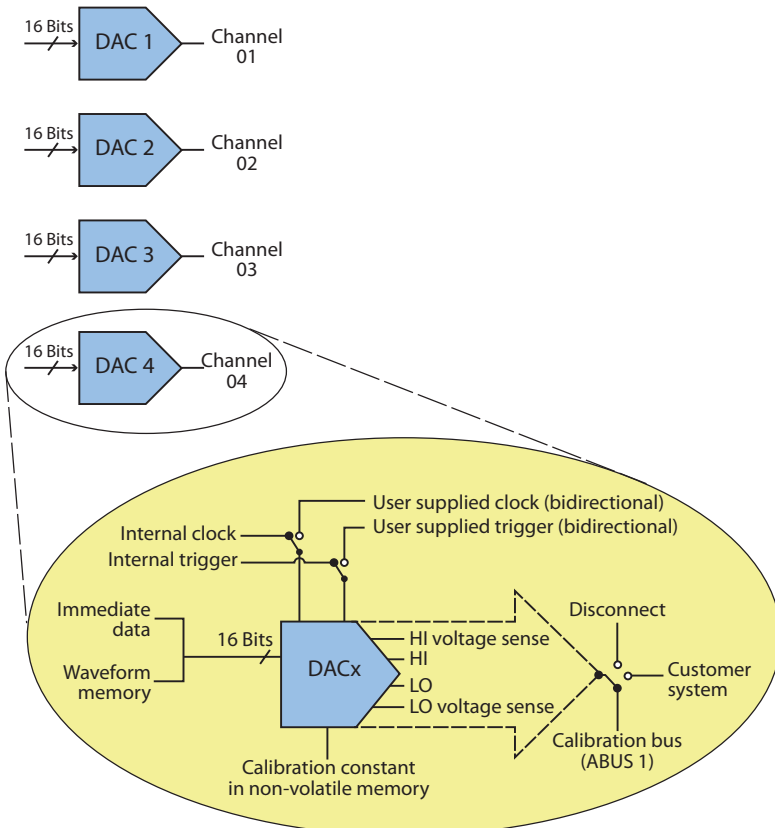 16 Bits
DAC 1
Channel
01
16 Bits
DAC 2
Channel
02
16 Bits
DAC 3
Channel
03
16 Bits
DAC 4
Channel
04
User supplied clock (bidirectional)
Internal clock
User supplied trigger (bidirectional)
Internal trigger
Immediate
data
16 Bits
Waveform
memory
DACx
HI voltage sense
HI
LO
LO voltage sense
Disconnect
Customer
system
Calibration bus
(ABUS 1)
Calibration constant
in non-volatile memory